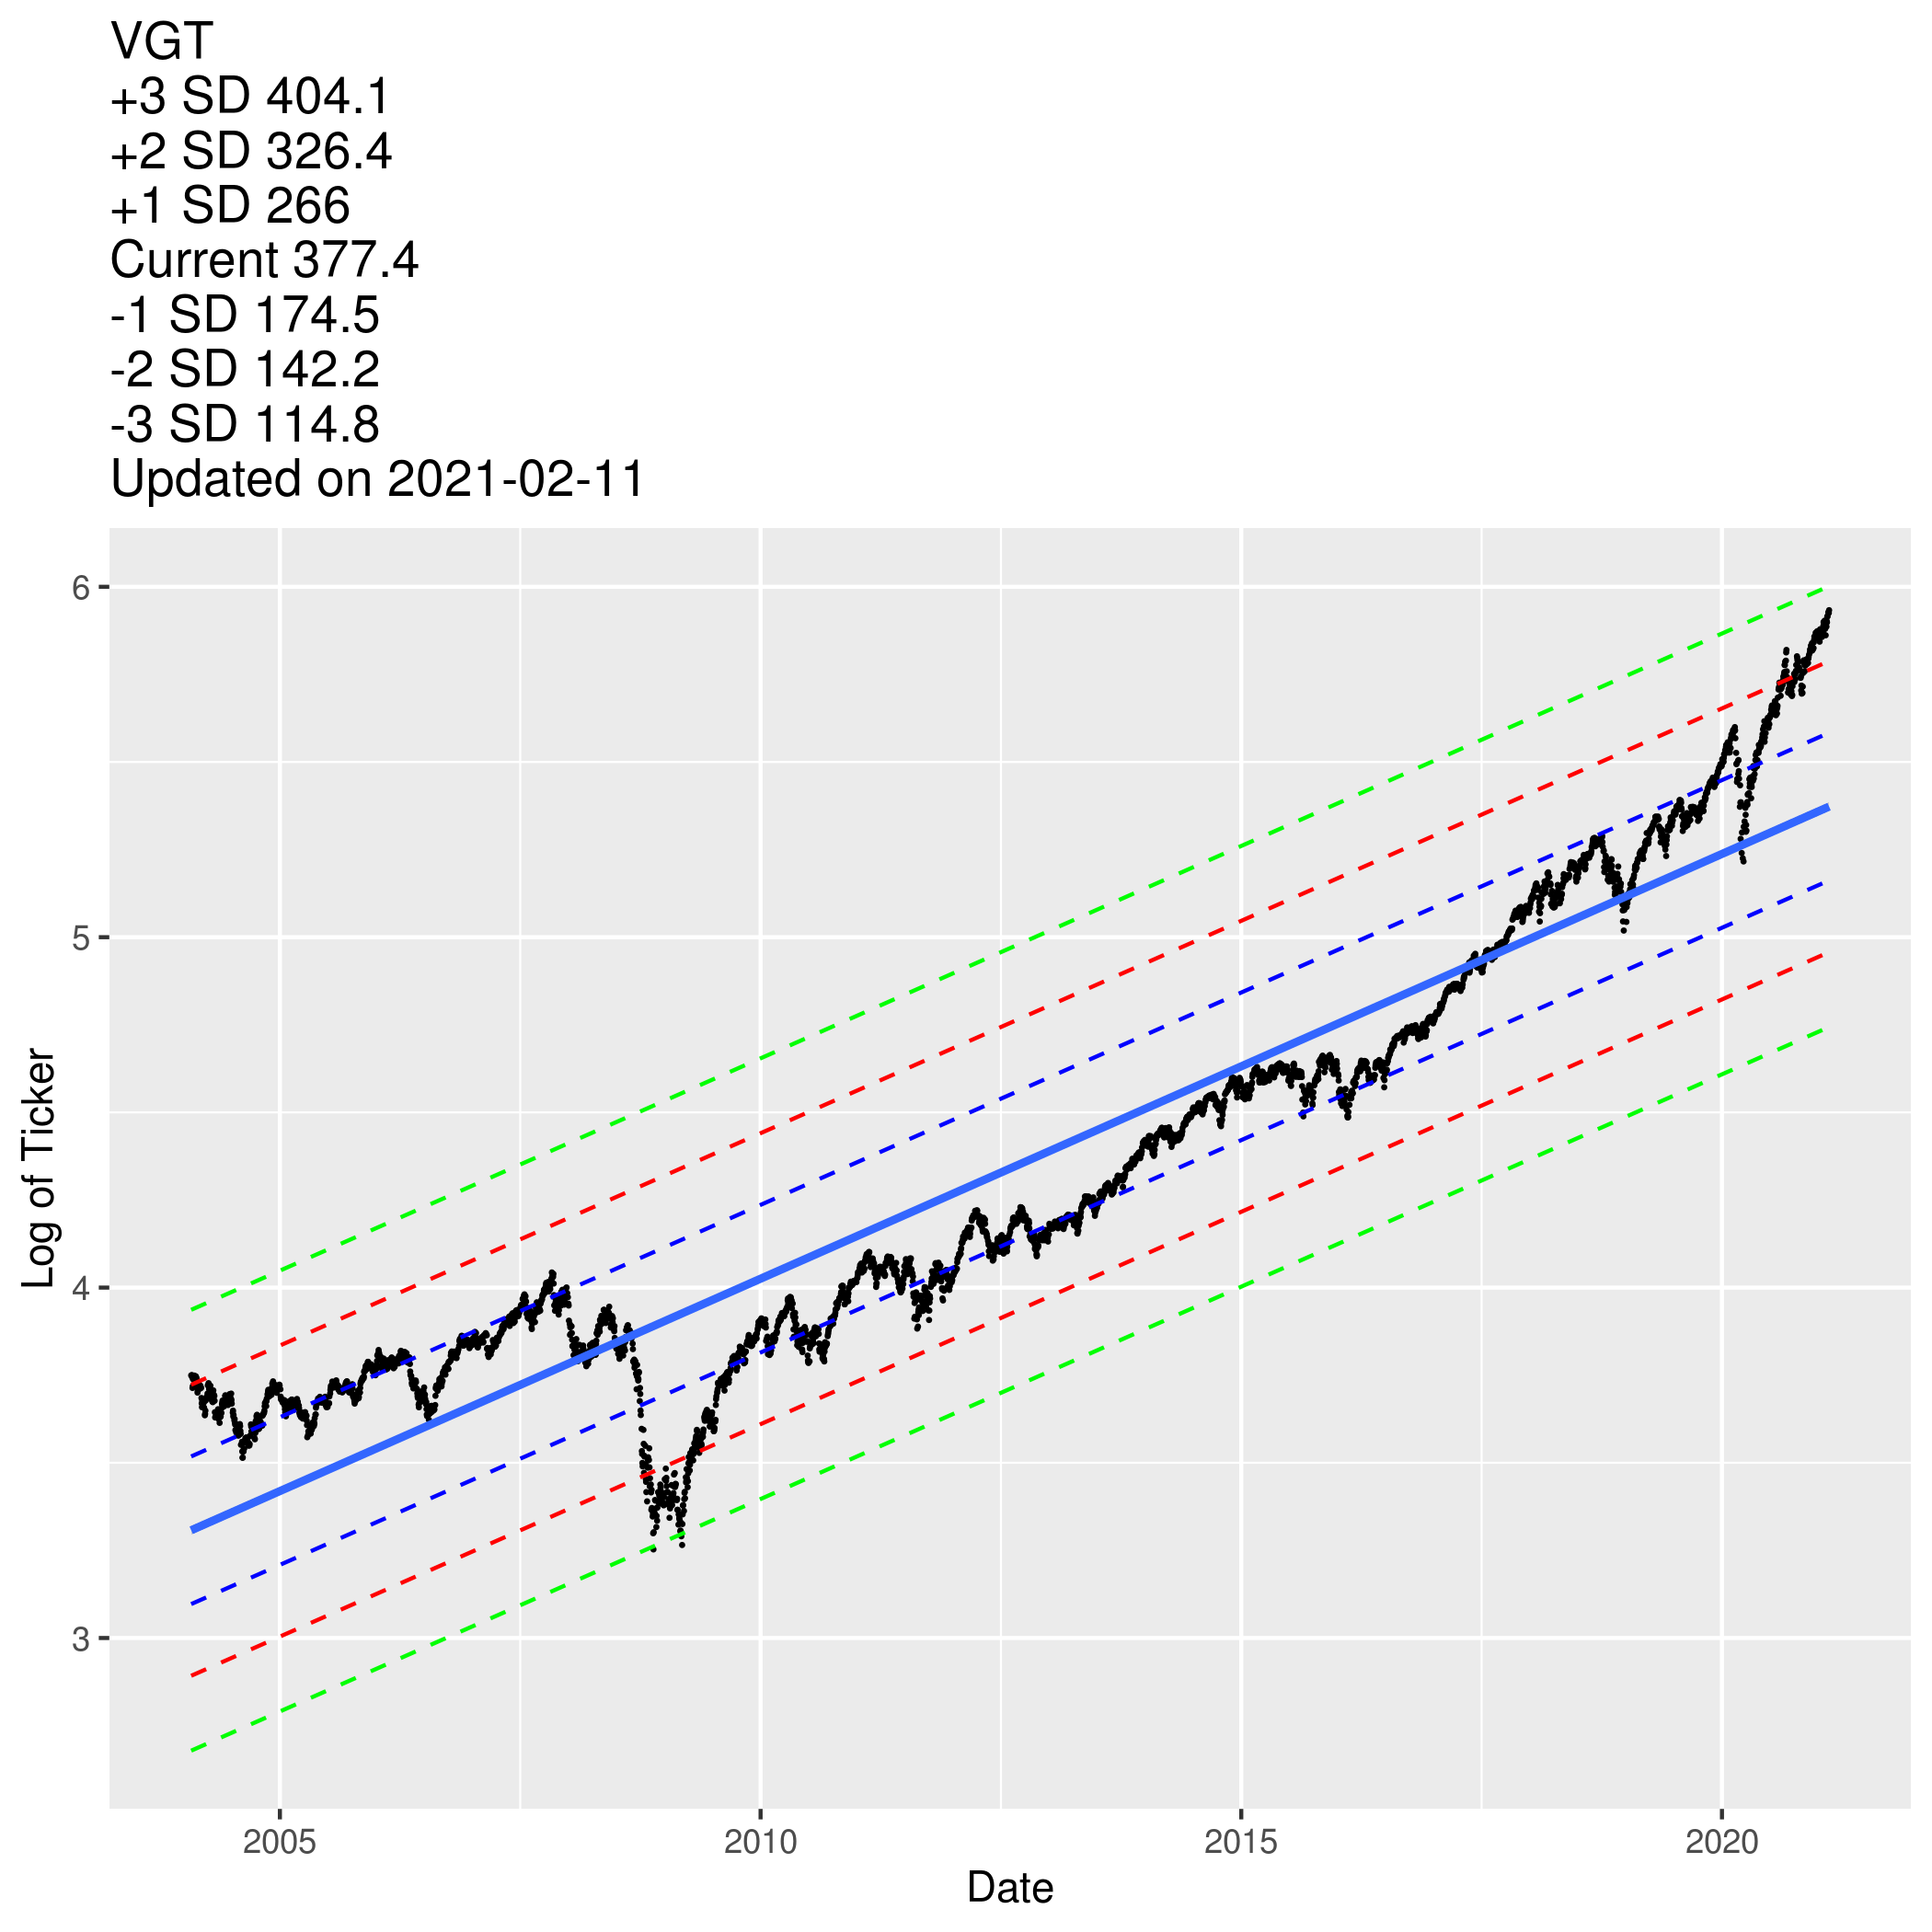 VGT
+3 SD 404.1
+2 SD 326.4
+1 SD 266
Current 377.4
-1 SD 174.5
-2 SD 142.2
-3 SD 114.8
Updated on 2021-02-11
6
5
4
3
Log of Ticker
2005 2010 2015 2020
Date